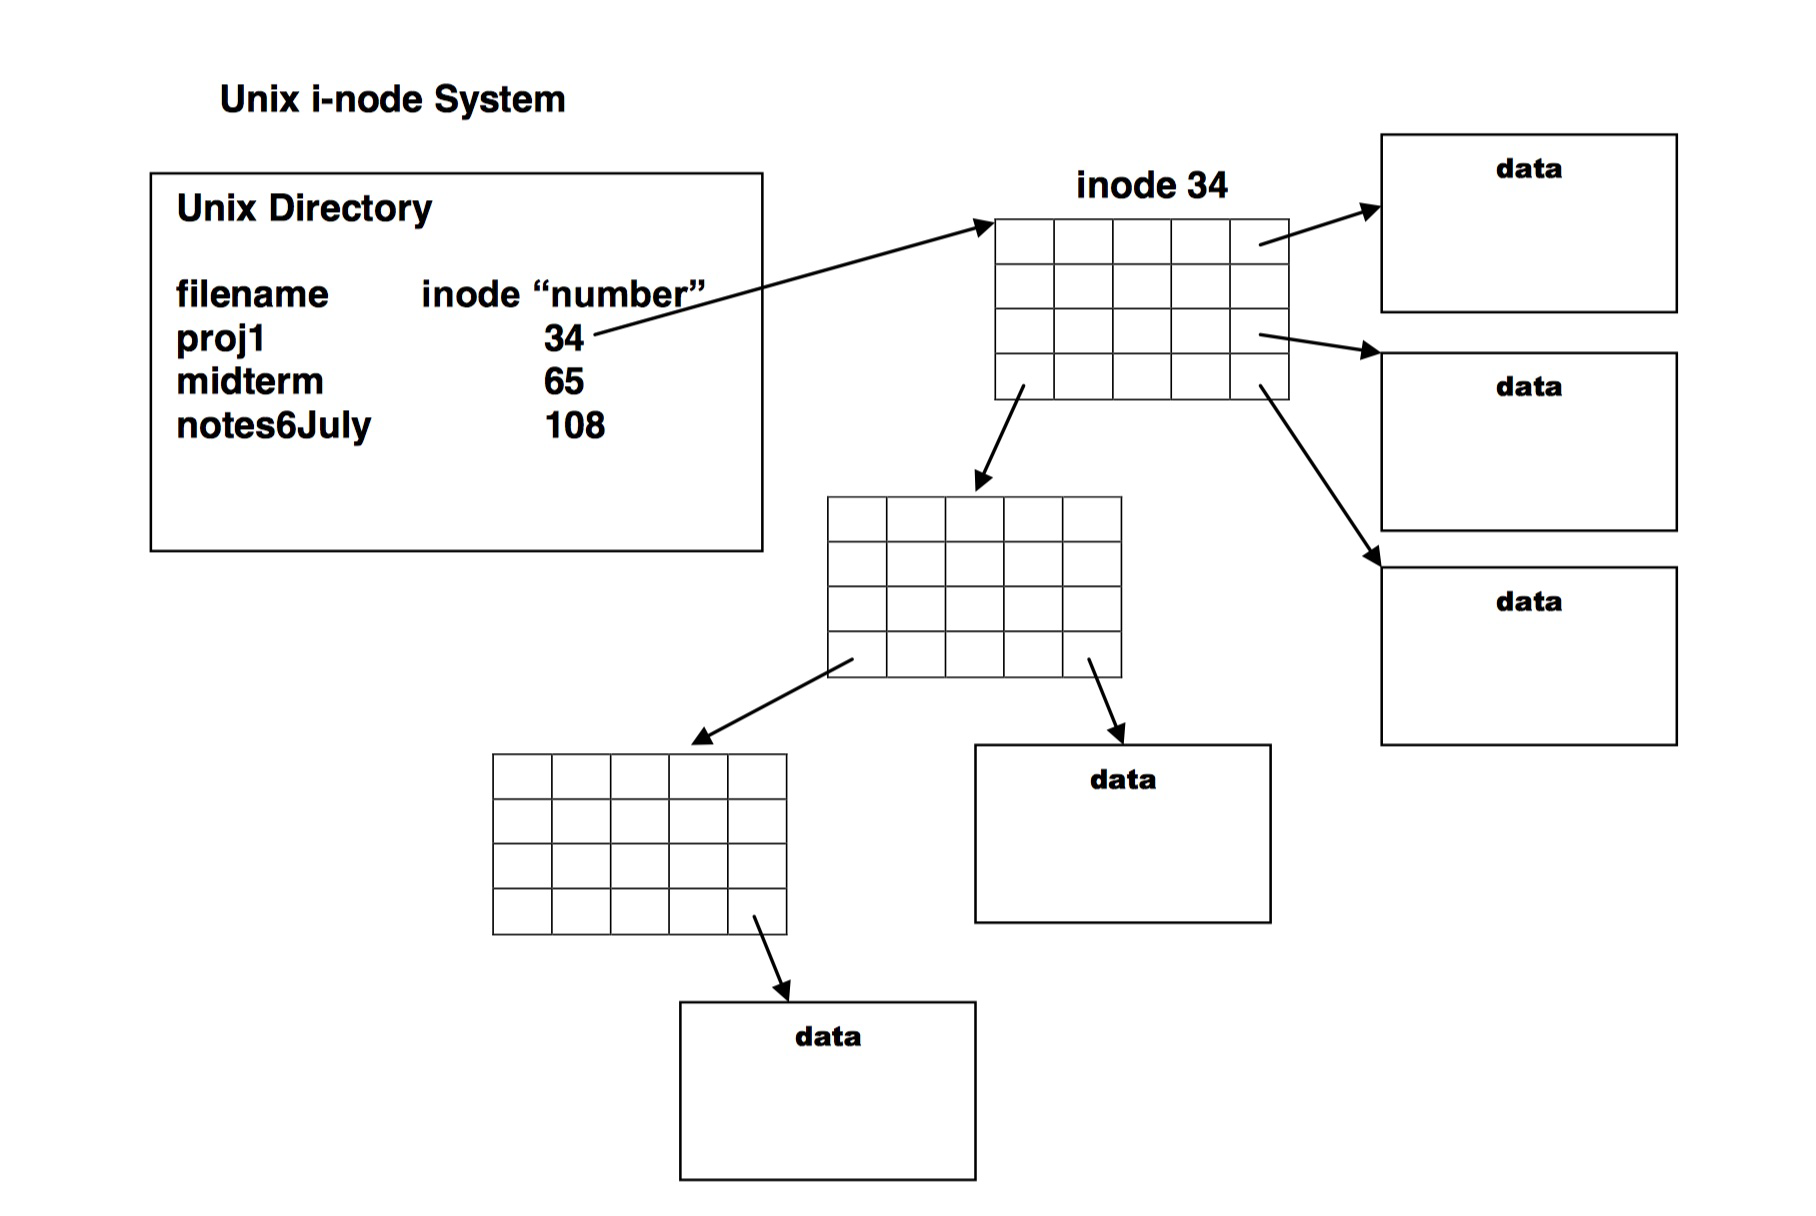 Unix i-node System
Unix Directory
filename inode “number”
proj1 34
midterm 65
notes6July 108
inode 34
data
data
data
data
data